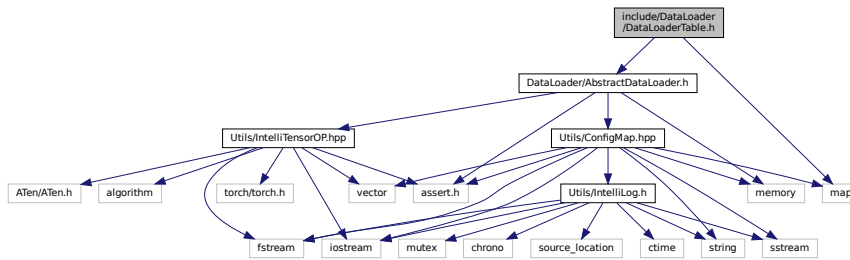 include/DataLoader
/DataLoaderTable.h
DataLoader/AbstractDataLoader.h
Utils/IntelliTensorOP.hpp
Utils/ConfigMap.hpp
ATen/ATen.h
algorithm
torch/torch.h
vector
assert.h
Utils/IntelliLog.h
memory
map
fstream
iostream
mutex
chrono
source_location
ctime
string
sstream